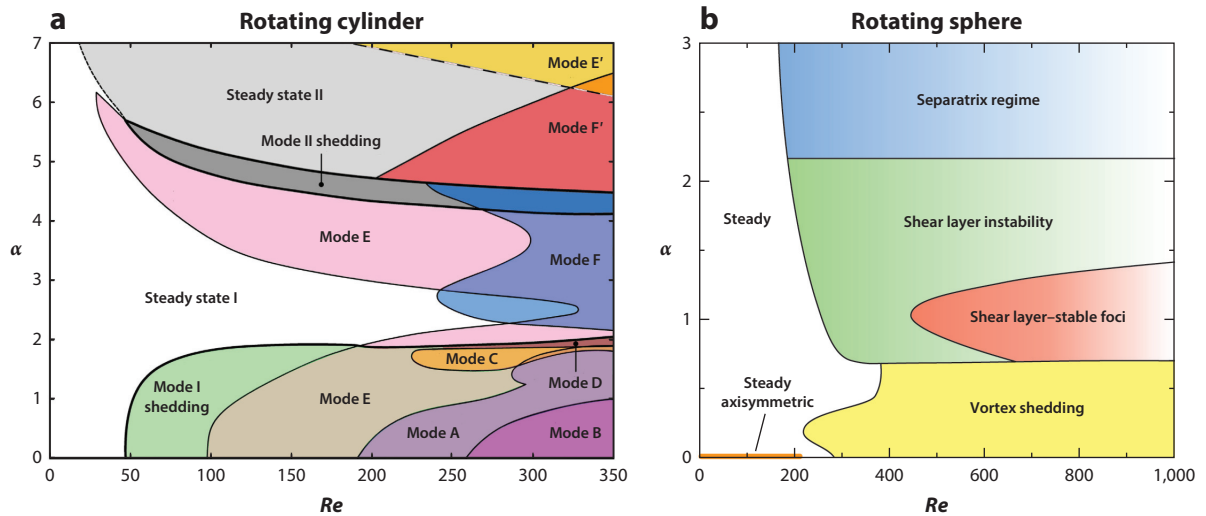 a
Rotating cylinder
7
6
5
4
3
2
1
0
α
0
50
100
150
200
250
300
350
Re
Mode E′
Steady state II
Mode F′
Mode II shedding
Mode E
Mode F
Steady state I
Mode C
Mode D
Mode I
shedding
Mode E
Mode A
Mode B
b
Rotating sphere
3
2
1
0
α
0
200
400
600
800
1,000
Re
Separatrix regime
Steady
Shear layer instability
Shear layer–stable foci
Steady
axisymmetric
Vortex shedding